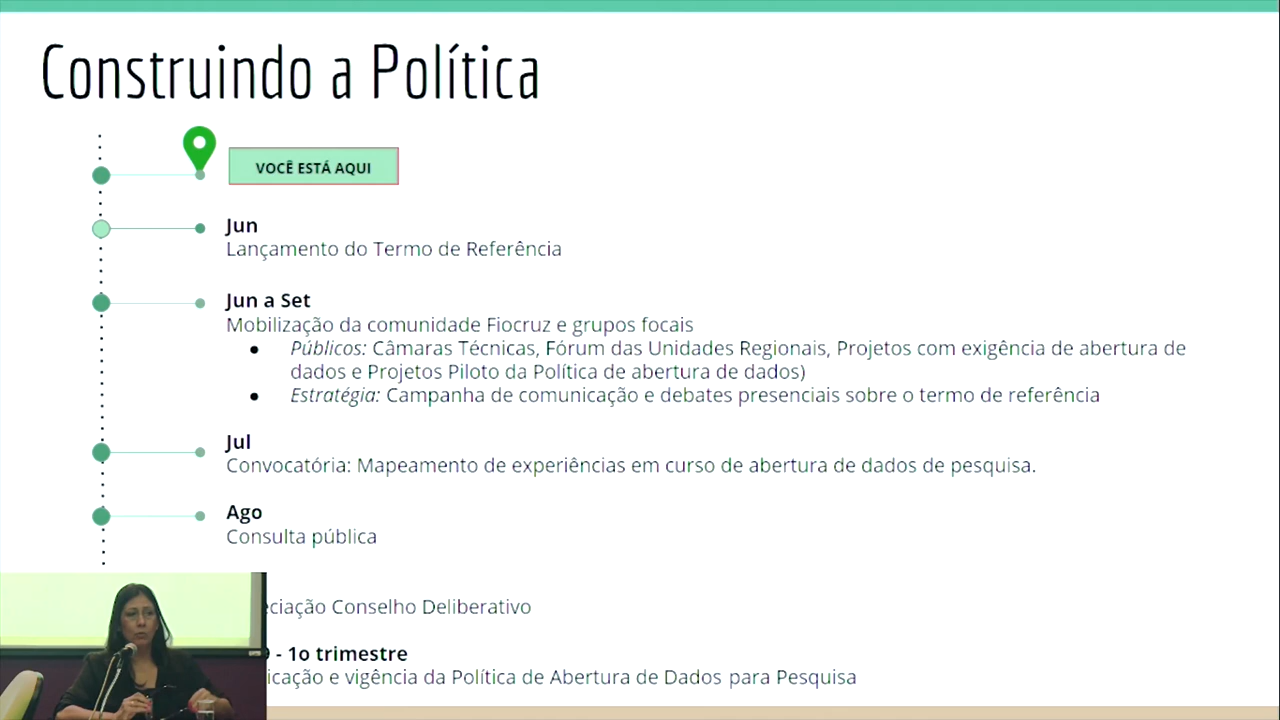 Construindo a Política
VOCÊ ESTÁ AQUI
Jun
Lançamento do Termo de Referência
Jun a Set
Mobilização da comunidade Fiocruz e grupos focais
● Públicos: Câmaras Técnicas, Fórum das Unidades Regionais, Projetos com exigência de abertura de
dados e Projetos Piloto da Política de abertura de dados)
● Estratégia: Campanha de comunicação e debates presenciais sobre o termo de referência
Jul
Convocatória: Mapeamento de experiências em curso de abertura de dados de pesquisa.
Ago
Consulta pública
Conselho Deliberativo
- 1o trimestre
e vigência da Política de Abertura de Dados para Pesquisa